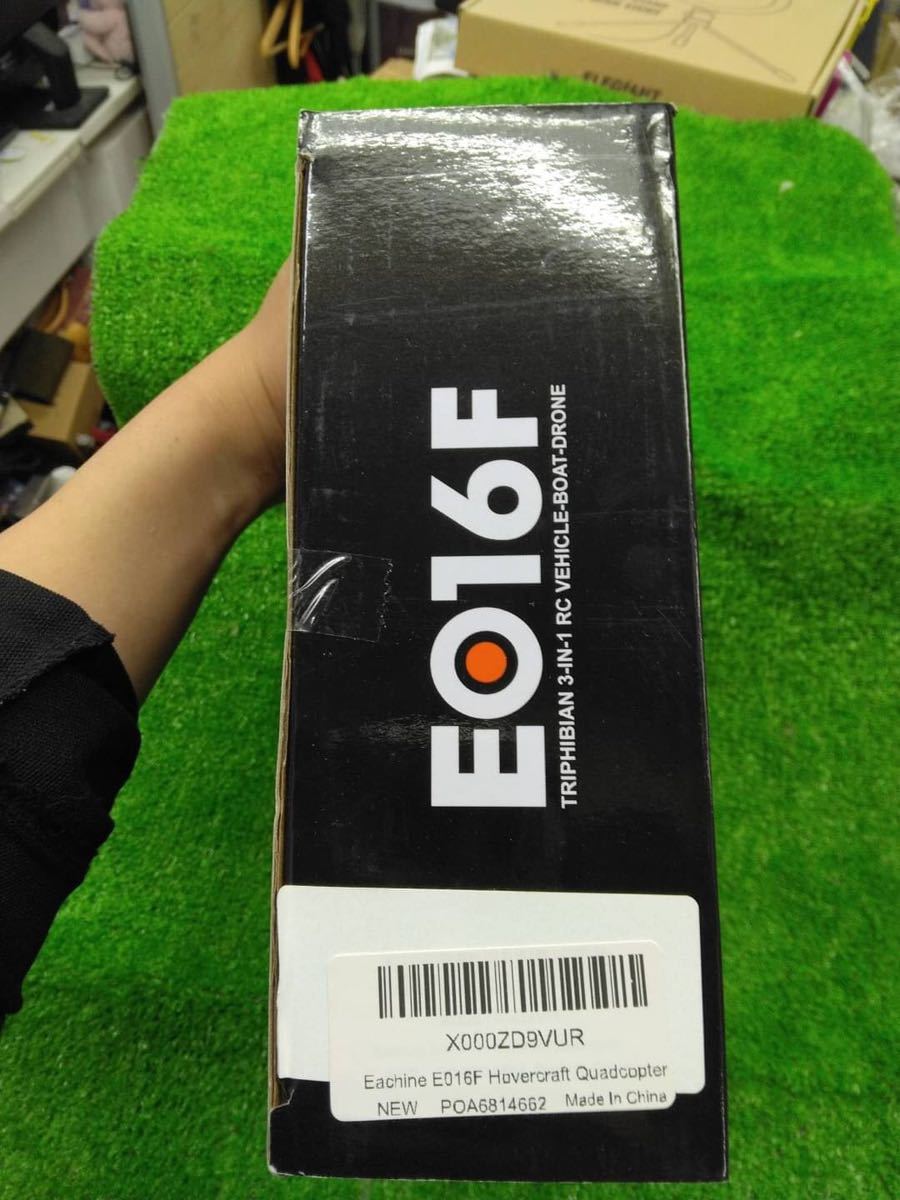 ELEGIANT
E016F
TRIPHIBIAN 3-IN-1 RC VEHICLE-BOAT-DRONE
X000ZD9VUR
Eachine E016F Hovercraft Quadcopter
NEW POA6814662 Made In China